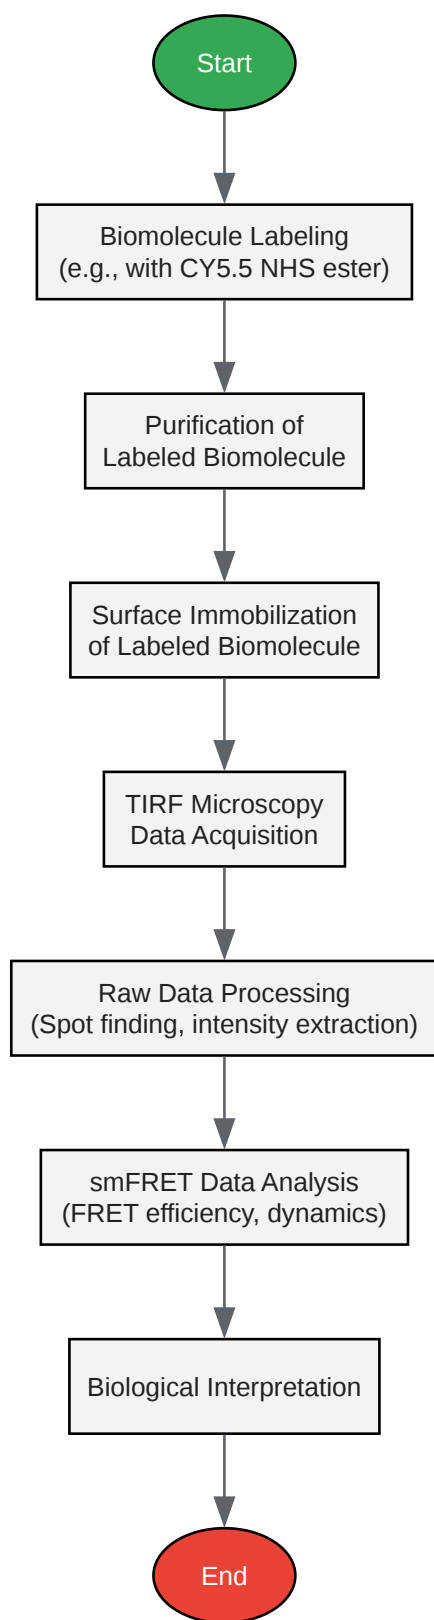 Start
Biomolecule Labeling
(e.g., with CY5.5 NHS ester)
Purification of
Labeled Biomolecule
Surface Immobilization
of Labeled Biomolecule
TIRF Microscopy
Data Acquisition
Raw Data Processing
(Spot finding, intensity extraction)
smFRET Data Analysis
(FRET efficiency, dynamics)
Biological Interpretation
End